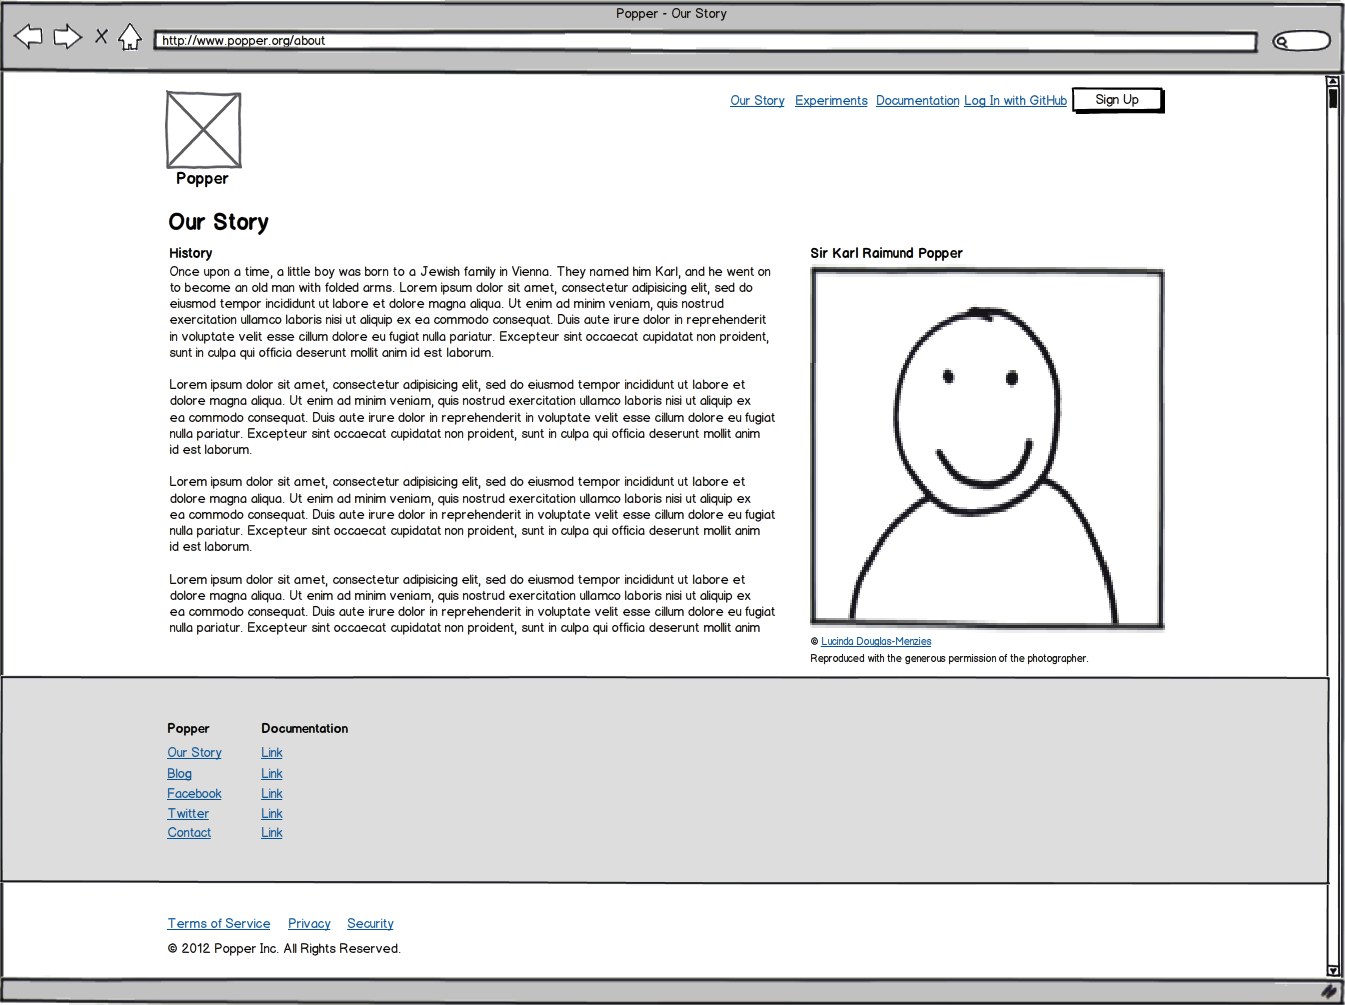 Popper - Our Story
http://www.popper.org/about
Our Story Experiments Documentation Log In with GitHub Sign Up
Popper
Our Story
History
Once upon a time, a little boy was born to a Jewish family in Vienna. They named him Karl, and he went on
to become an old man with folded arms. Lorem ipsum dolor sit amet, consectetur adipisicing elit, sed do
eiusmod tempor incididunt ut labore et dolore magna aliqua. Ut enim ad minim veniam, quis nostrud
exercitation ullamco laboris nisi ut aliquip ex ea commodo consequat. Duis aute irure dolor in reprehenderit
in voluptate velit esse cillum dolore eu fugiat nulla pariatur. Excepteur sint occaecat cupidatat non proident,
sunt in culpa qui officia deserunt mollit anim id est laborum.
Lorem ipsum dolor sit amet, consectetur adipisicing elit, sed do eiusmod tempor incididunt ut labore et
dolore magna aliqua. Ut enim ad minim veniam, quis nostrud exercitation ullamco laboris nisi ut aliquip ex
ea commodo consequat. Duis aute irure dolor in reprehenderit in voluptate velit esse cillum dolore eu fugiat
nulla pariatur. Excepteur sint occaecat cupidatat non proident, sunt in culpa qui officia deserunt mollit anim
id est laborum.
Lorem ipsum dolor sit amet, consectetur adipisicing elit, sed do eiusmod tempor incididunt ut labore et
dolore magna aliqua. Ut enim ad minim veniam, quis nostrud exercitation ullamco laboris nisi ut aliquip ex
ea commodo consequat. Duis aute irure dolor in reprehenderit in voluptate velit esse cillum dolore eu fugiat
nulla pariatur. Excepteur sint occaecat cupidatat non proident, sunt in culpa qui officia deserunt mollit anim
id est laborum.
Lorem ipsum dolor sit amet, consectetur adipisicing elit, sed do eiusmod tempor incididunt ut labore et
dolore magna aliqua. Ut enim ad minim veniam, quis nostrud exercitation ullamco laboris nisi ut aliquip ex
ea commodo consequat. Duis aute irure dolor in reprehenderit in voluptate velit esse cillum dolore eu fugiat
nulla pariatur. Excepteur sint occaecat cupidatat non proident, sunt in culpa qui officia deserunt mollit anim
Sir Karl Raimund Popper
© Lucinda Douglas-Menzies
Reproduced with the generous permission of the photographer.
Popper
Our Story
Blog
Facebook
Twitter
Contact
Documentation
Link
Link
Link
Link
Link
Terms of Service Privacy Security
© 2012 Popper Inc. All Rights Reserved.